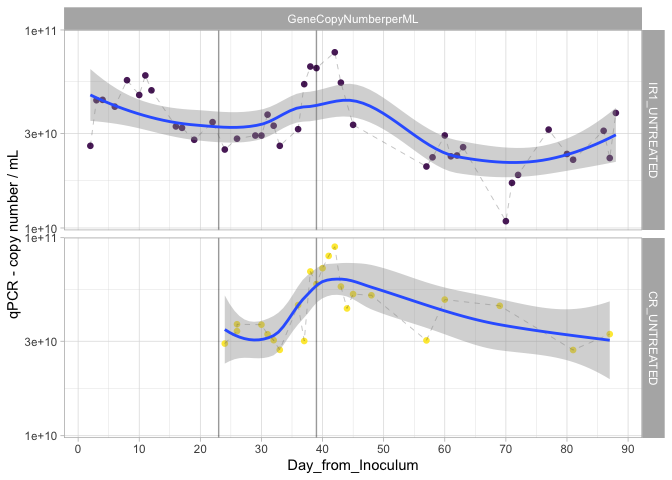 GeneCopyNumberperML
qPCR - copy number / mL
1e+11
3e+10
1e+10
IR1_UNTREATED
1e+11
3e+10
1e+10
CR_UNTREATED
0 10 20 30 40 50 60 70 80 90
Day_from_Inoculum